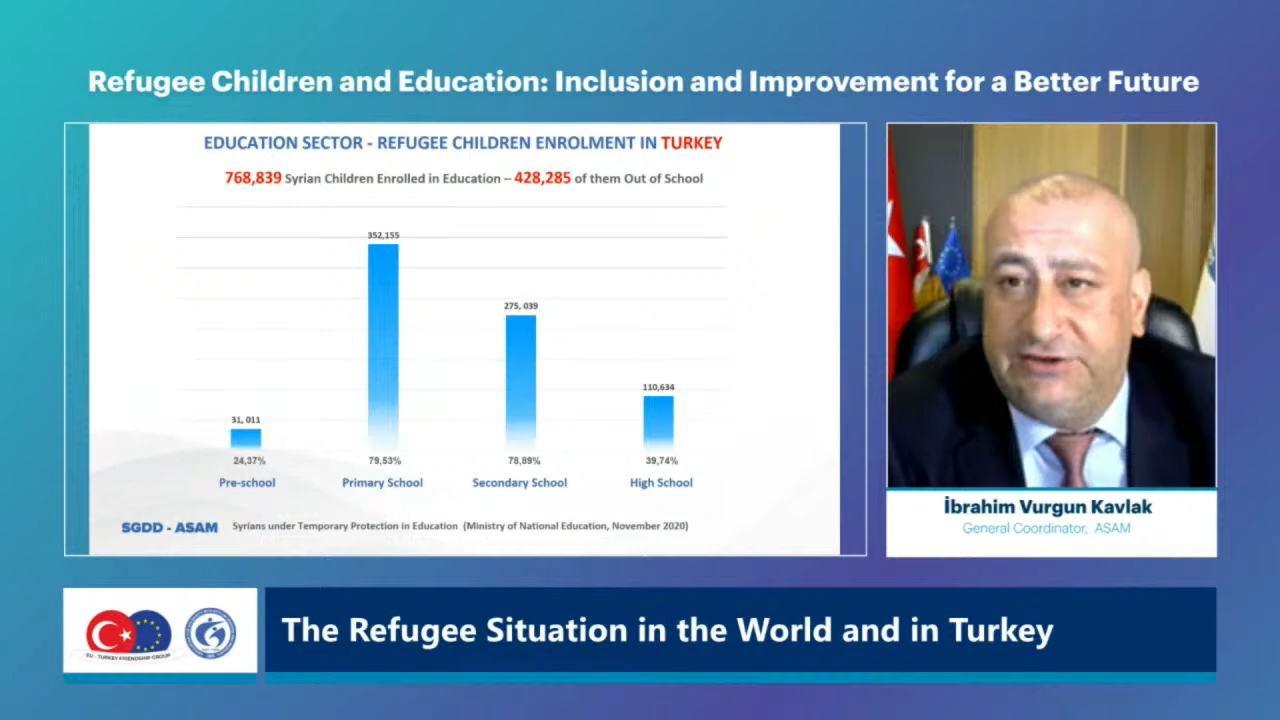 Refugee Children and Education: Inclusion and Improvement for a Better Future
EDUCATION SECTOR - REFUGEE CHILDREN ENROLMENT IN TURKEY
768,839 Syrian Children Enrolled in Education – 428,285 of them Out of School
31, 011
352,155
275, 039
110,634
24,37%
79,53%
78,89%
39,74%
Pre-school
Primary School
Secondary School
High School
SGDD - ASAM
Syrians under Temporary Protection in Education (Ministry of National Education, November 2020)
İbrahim Vurgun Kavlak
General Coordinator, ASAM
EU - TURKEY FRIENDSHIP GROUP
The Refugee Situation in the World and in Turkey